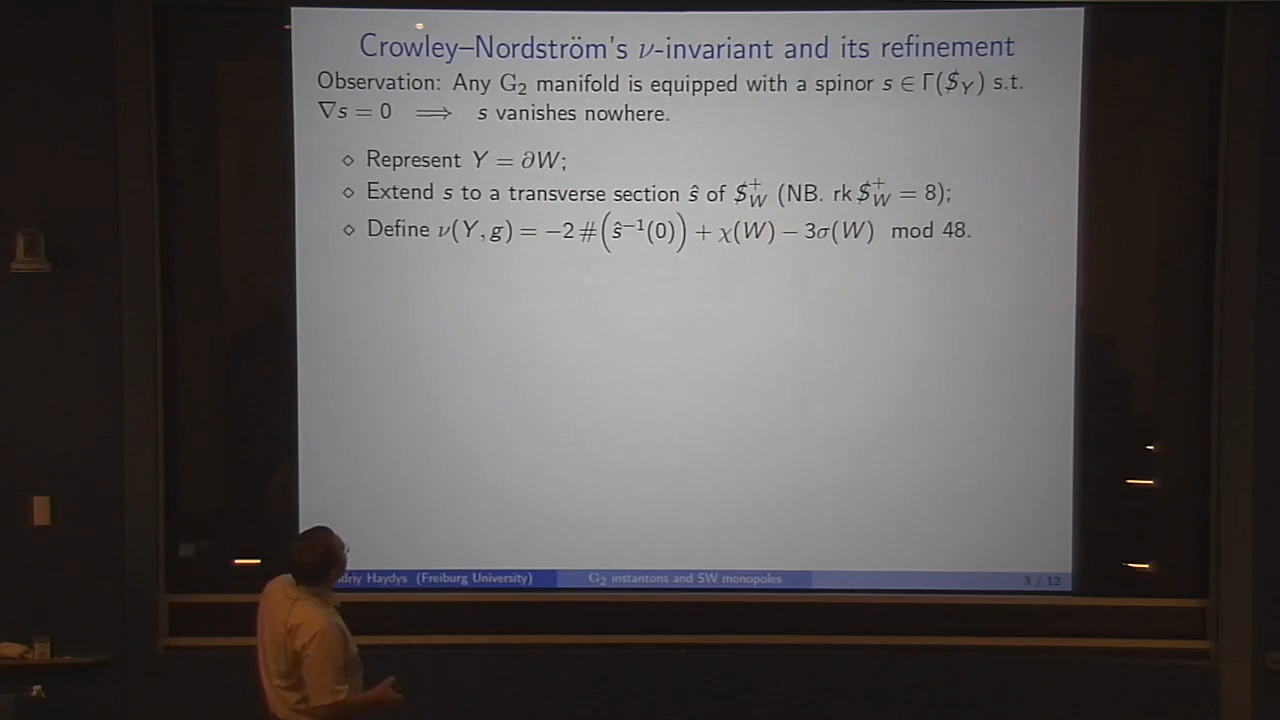 Crowley–Nordström's ν-invariant and its refinement
Observation: Any G₂ manifold is equipped with a spinor s ∈ Γ($_Y) s.t.
∇s = 0 ⟹ s vanishes nowhere.
⋄ Represent Y = ∂W;
⋄ Extend s to a transverse section ŝ of $⁺_W (NB. rk $⁺_W = 8);
⋄ Define ν(Y, g) = −2 #(ŝ⁻¹(0)) + χ(W) − 3σ(W) mod 48.
driy Haydys (Freiburg University) G₂ instantons and SW monopoles 3 / 12